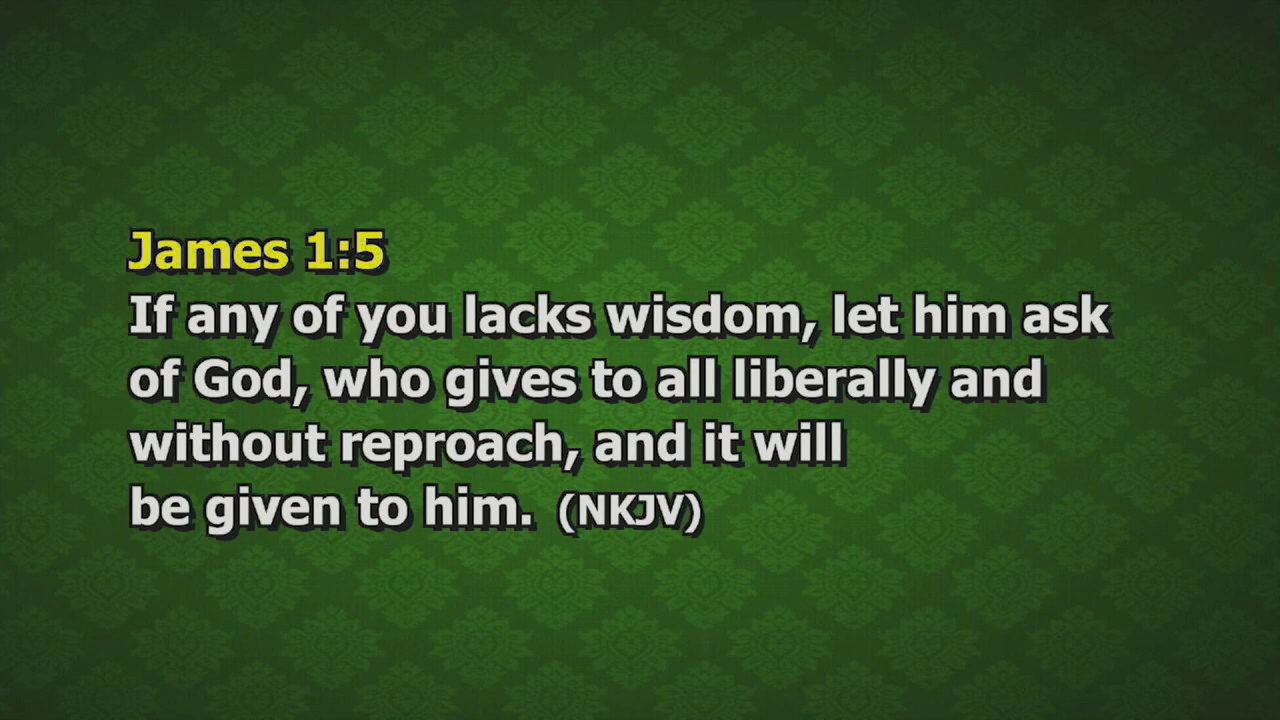 James 1:5
If any of you lacks wisdom, let him ask
of God, who gives to all liberally and
without reproach, and it will
be given to him. (NKJV)